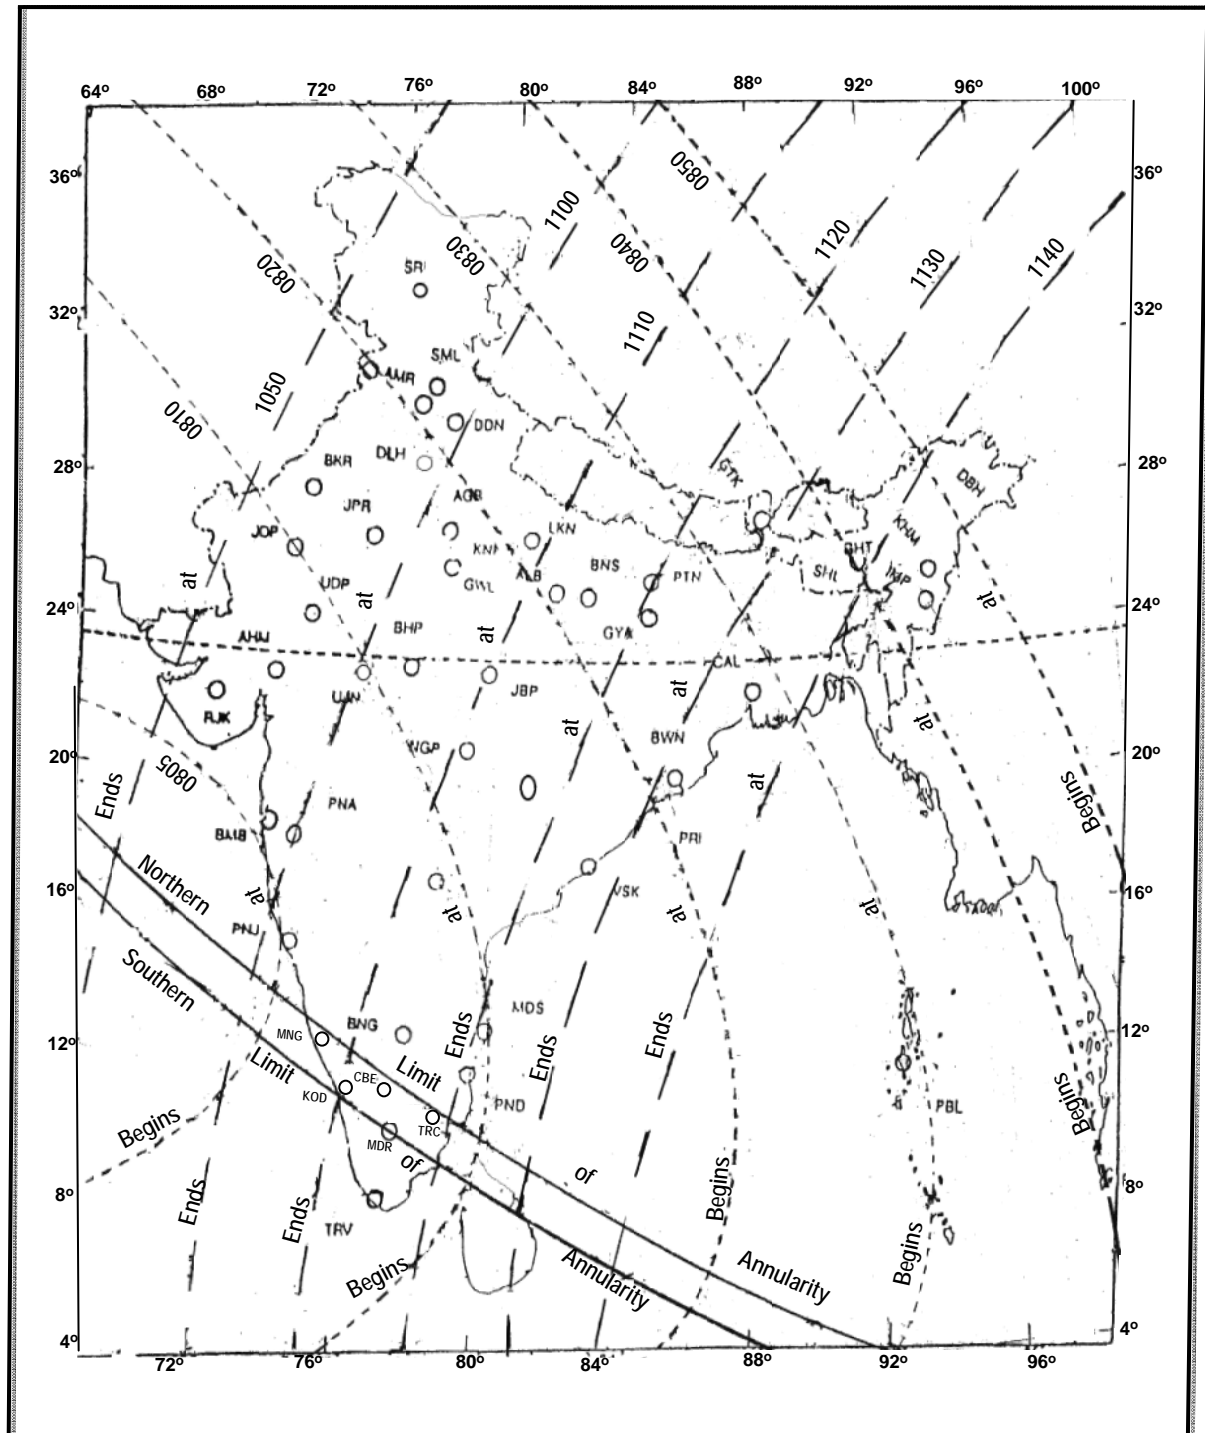 64º 68º 72º 76º 80º 84º 88º 92º 96º 100º
36º 36º
0850
1100
1120
0840
0830
1130
1140
0820
SRI
32º 32º
1110
SML
AMR
1050
0810
DDN
DLH
BKR
28º 28º
GTK
DBH
AGR
JPR
JDP
LKN
KNP
KHM
BHT
BNS
PTN
SHL
IMP
ALB
GWL
UDP
at
at
at
24º 24º
BHP
GYA
at
AHM
CAL
UJN
JBP
at
RJK
at
at
NGP
BWN
20º 20º
0805
at
Ends
PNA
Begins
BMB
PRI
Northern
16º 16º
VSK
at
at
at
at
PNJ
Southern
MDS
BNG
MNG
12º 12º
Ends
Ends
Ends
Limit
Limit
CBE
KOD
PND
PBL
Begins
Begins
TRC
MDR
of
of
8º 8º
Ends
Ends
Begins
TRV
Begins
Begins
Annularity
Annularity
4º 4º
72º 76º 80º 84º 88º 92º 96º